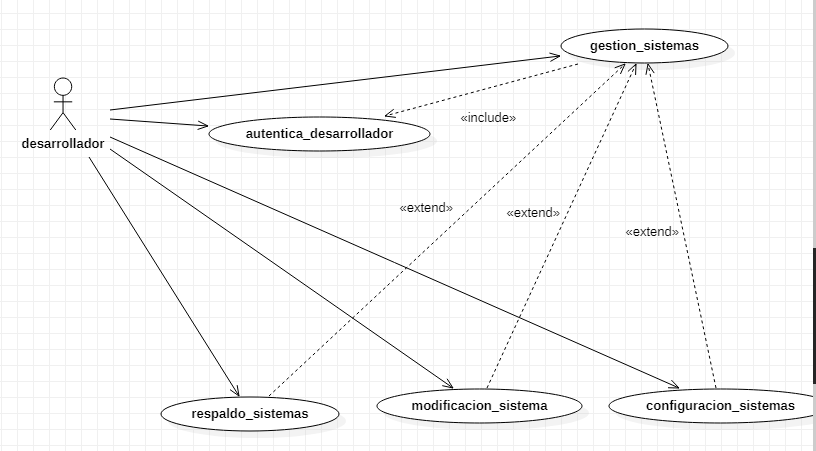 gestion_sistemas
«include»
autentica_desarrollador
desarrollador
«extend»
«extend»
«extend»
respaldo_sistemas
modificacion_sistema
configuracion_sistemas